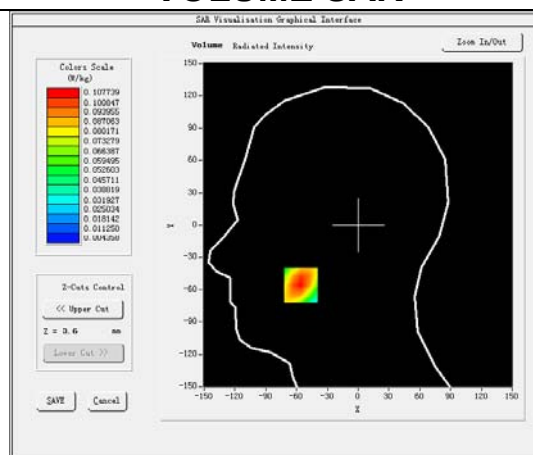 VOLUME SAR
SAR Visualisation Graphical Interface
Volume Radiated Intensity
Zoom In/Out
Colors Scale
(W/kg)
0.107739
0.100847
0.093955
0.087063
0.080171
0.073279
0.066387
0.059495
0.052603
0.045711
0.038819
0.031927
0.025034
0.018142
0.011250
0.004358
Z-Cuts Control
<< Upper Cut
Z = 3.6 mm
Lower Cut >>
SAVE Cancel
150
120
90
60
30
0
-30
-60
-90
-120
-150
Y
-150 -120 -90 -60 -30 0 30 60 90 120 150
X